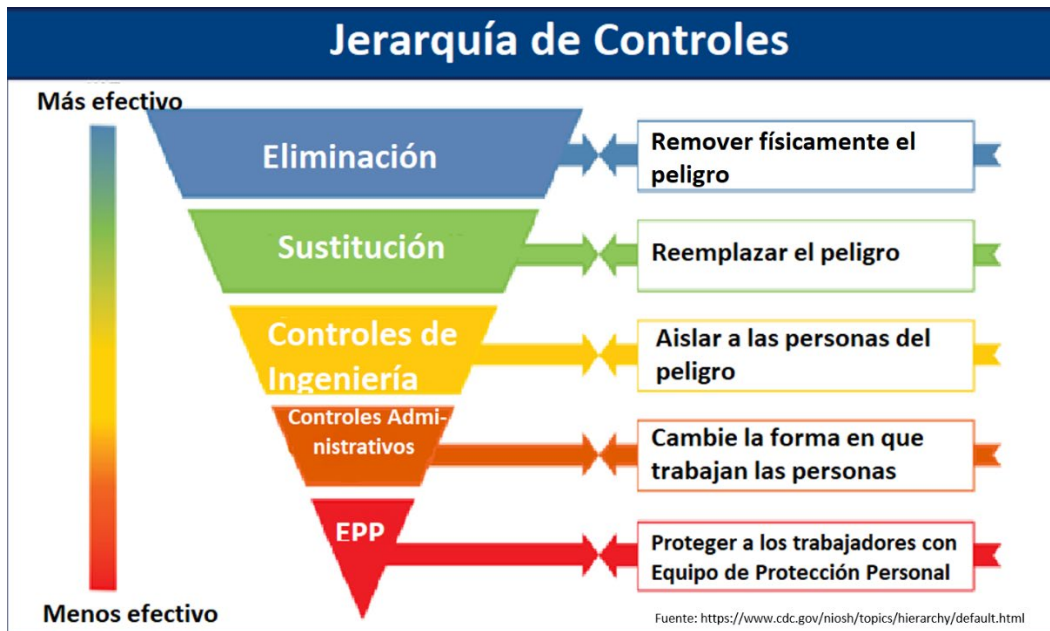 Jerarquía de Controles
Más efectivo
Eliminación
Remover físicamente el
peligro
Sustitución
Reemplazar el peligro
Controles de
Ingeniería
Aislar a las personas del
peligro
Controles Admi-
nistrativos
Cambie la forma en que
trabajan las personas
EPP
Proteger a los trabajadores con
Equipo de Protección Personal
Menos efectivo
Fuente: https://www.cdc.gov/niosh/topics/hierarchy/default.html